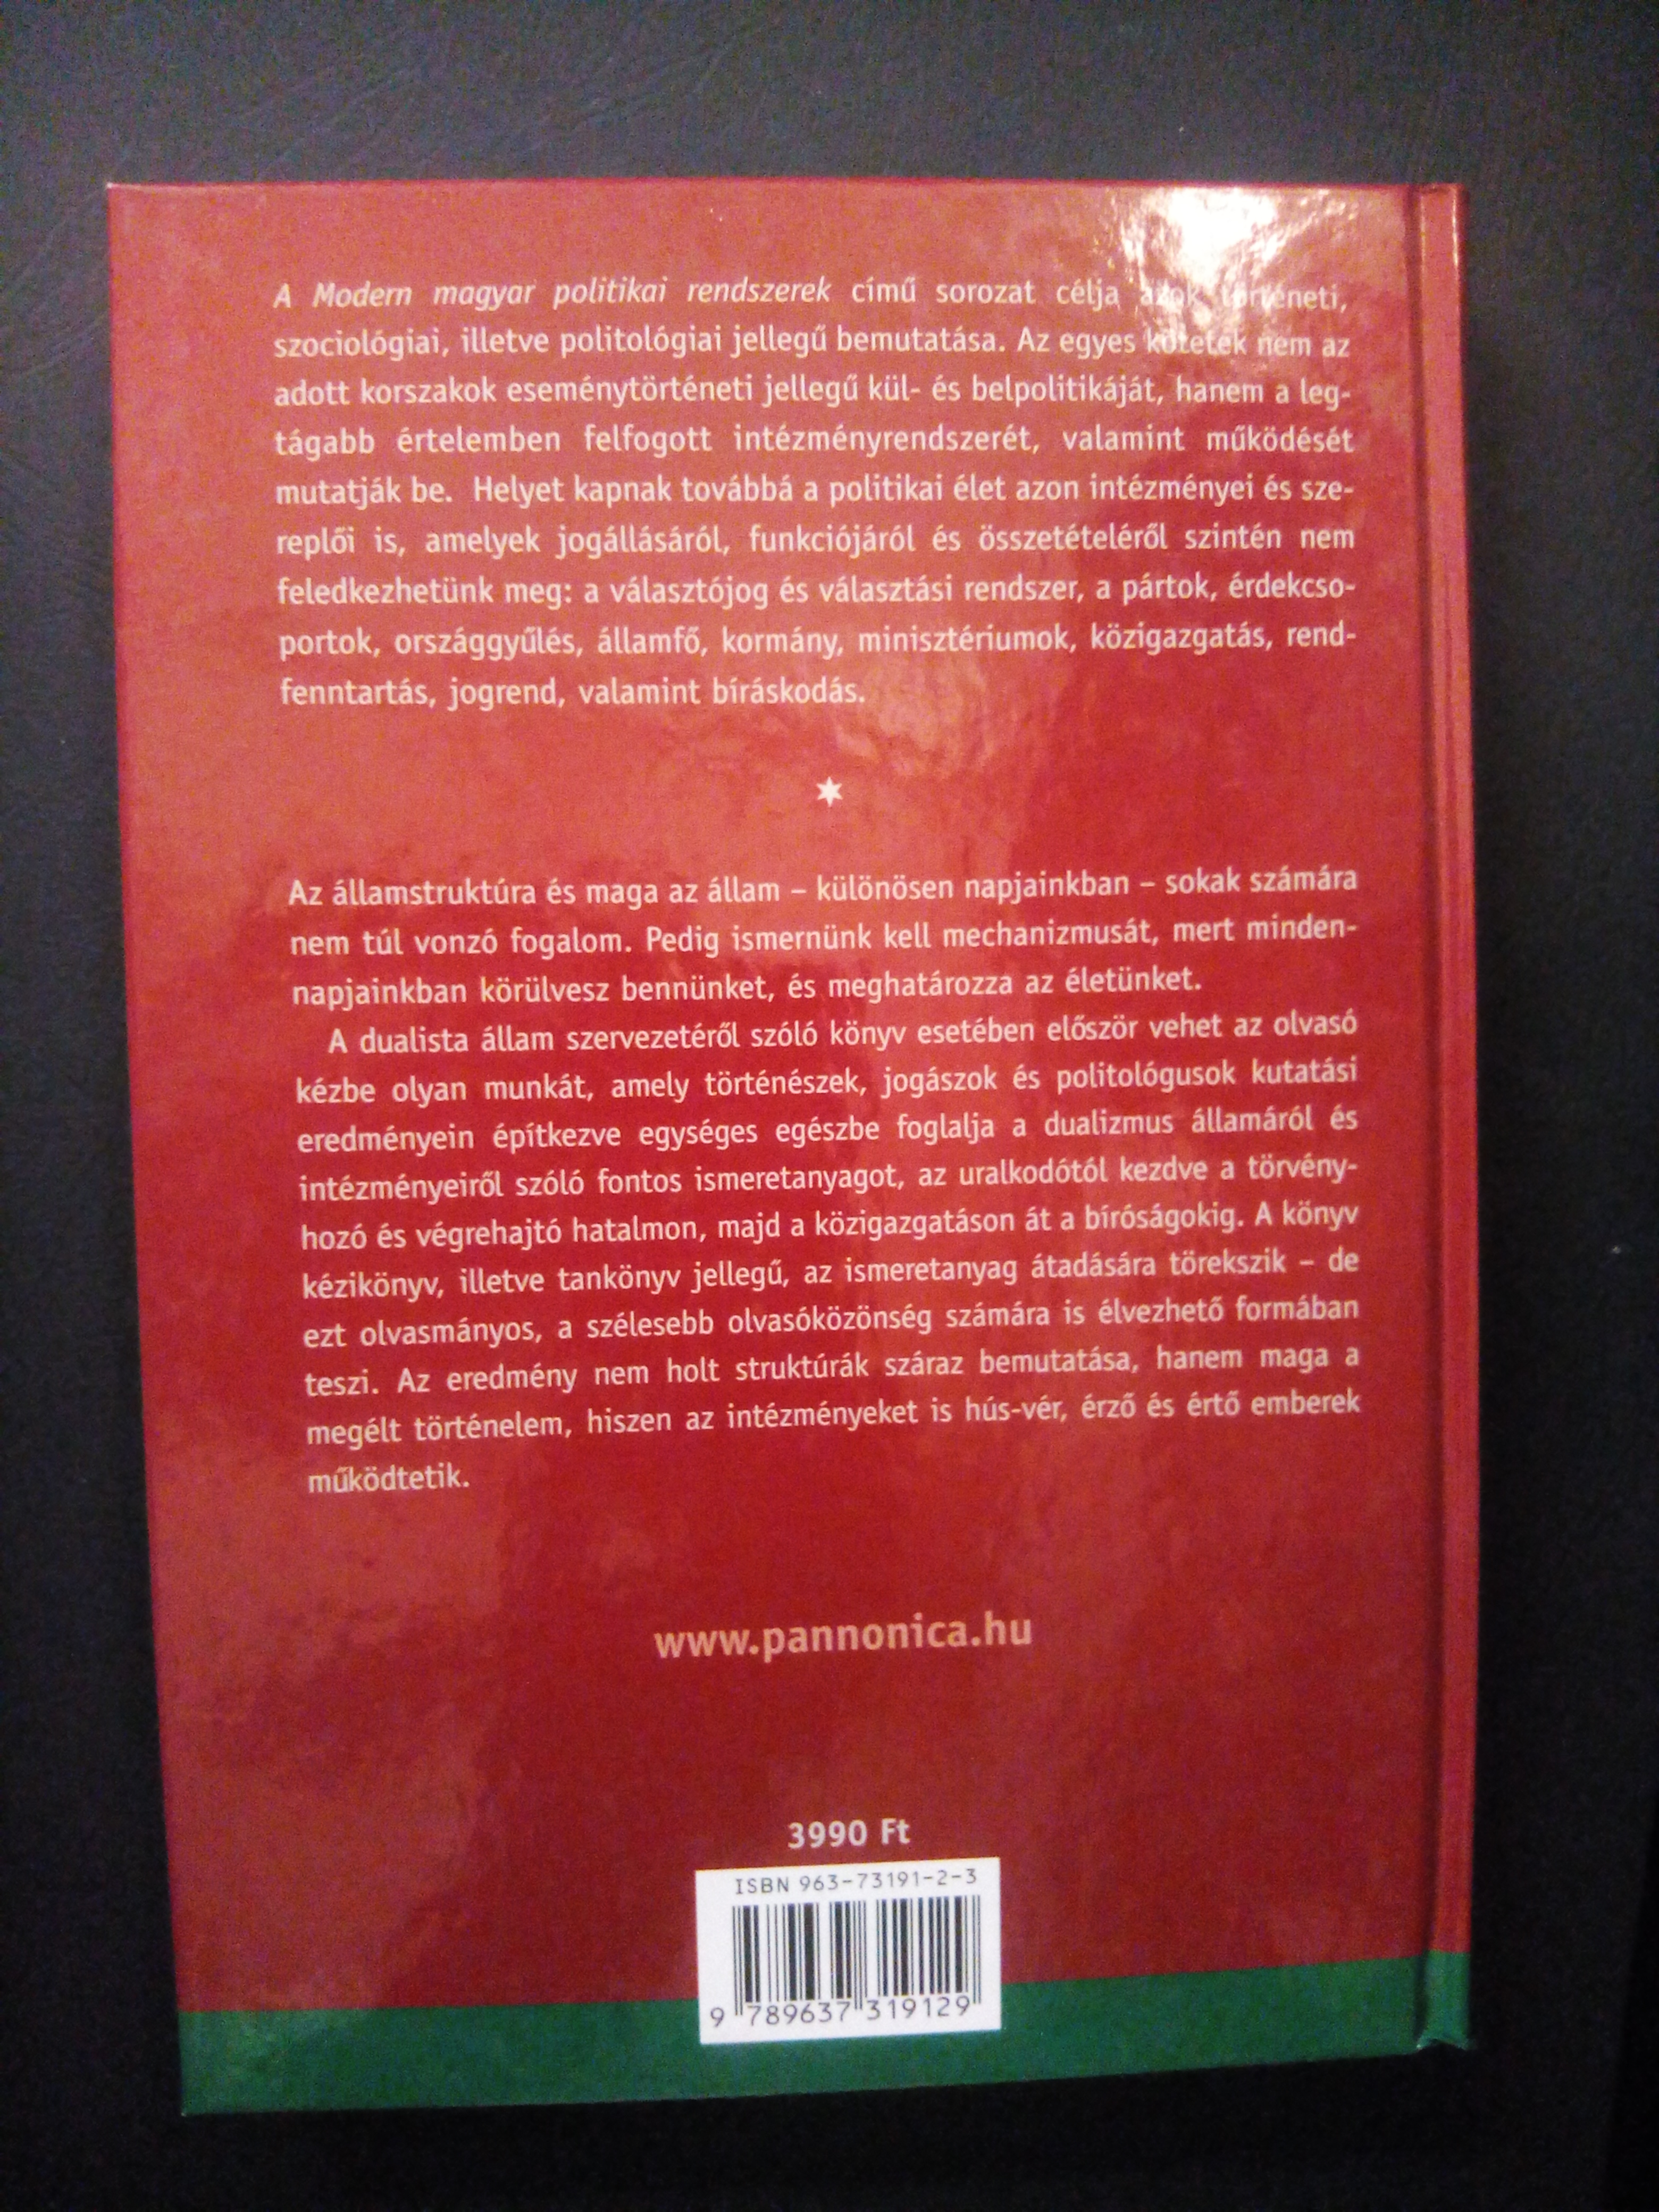 A Modern magyar politikai rendszerek című sorozat célja azok történeti,
szociológiai, illetve politológiai jellegű bemutatása. Az egyes kötetek nem az
adott korszakok eseménytörténeti jellegű kül- és belpolitikáját, hanem a leg-
tágabb értelemben felfogott intézményrendszerét, valamint működését
mutatják be. Helyet kapnak továbbá a politikai élet azon intézményei és sze-
replői is, amelyek jogállásáról, funkciójáról és összetételéről szintén nem
feledkezhetünk meg: a választójog és választási rendszer, a pártok, érdekcso-
portok, országgyűlés, államfő, kormány, minisztériumok, közigazgatás, rend-
fenntartás, jogrend, valamint bíráskodás.
Az államstruktúra és maga az állam – különösen napjainkban – sokak számára
nem túl vonzó fogalom. Pedig ismernünk kell mechanizmusát, mert minden-
napjainkban körülvesz bennünket, és meghatározza az életünket.
A dualista állam szervezetéről szóló könyv esetében először vehet az olvasó
kézbe olyan munkát, amely történészek, jogászok és politológusok kutatási
eredményein építkezve egységes egészbe foglalja a dualizmus államáról és
intézményeiről szóló fontos ismeretanyagot, az uralkodótól kezdve a törvény-
hozó és végrehajtó hatalmon, majd a közigazgatáson át a bíróságokig. A könyv
kézikönyv, illetve tankönyv jellegű, az ismeretanyag átadására törekszik – de
ezt olvasmányos, a szélesebb olvasóközönség számára is élvezhető formában
teszi. Az eredmény nem holt struktúrák száraz bemutatása, hanem maga a
megélt történelem, hiszen az intézményeket is hús-vér, érző és értő emberek
működtetik.
www.pannonica.hu
3990 Ft
ISBN 963-73191-2-3
9 789637 319129